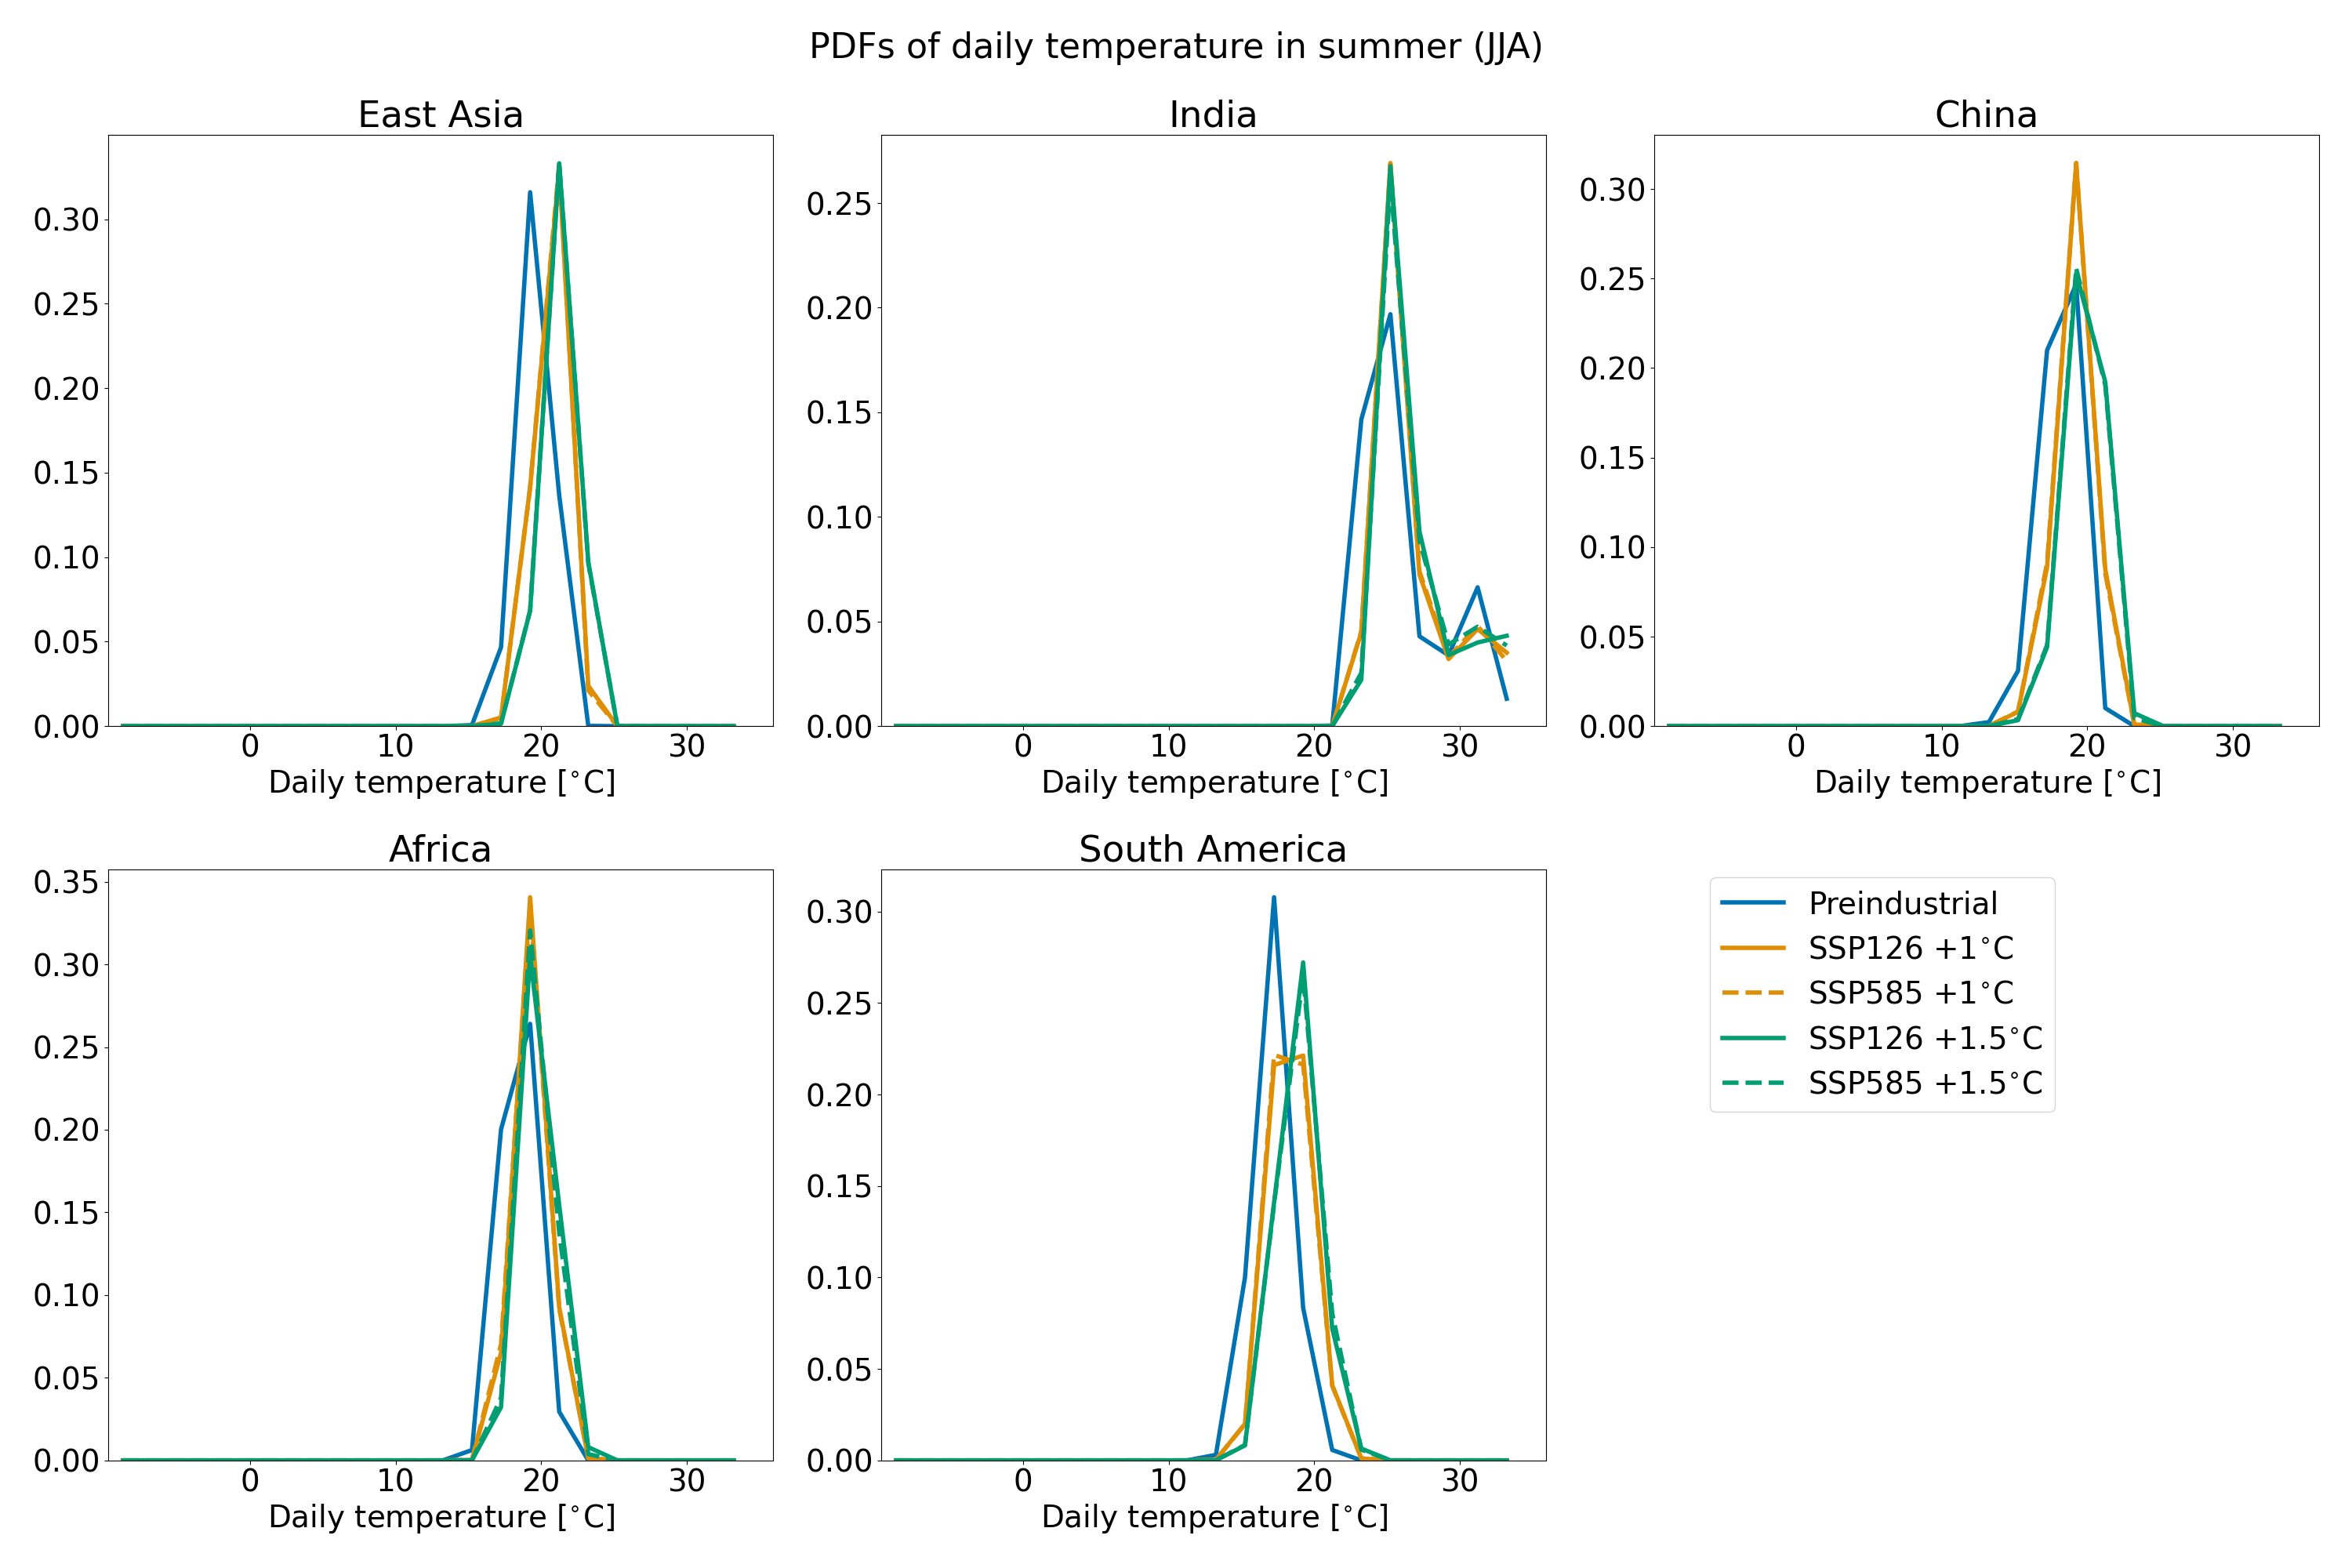 PDFs of daily temperature in summer (JJA)
East Asia
0.30
0.25
0.20
0.15
0.10
0.05
0.00
0 10 20 30
Daily temperature [°C]
India
0.25
0.20
0.15
0.10
0.05
0.00
0 10 20 30
Daily temperature [°C]
China
0.30
0.25
0.20
0.15
0.10
0.05
0.00
0 10 20 30
Daily temperature [°C]
Africa
0.35
0.30
0.25
0.20
0.15
0.10
0.05
0.00
0 10 20 30
Daily temperature [°C]
South America
0.30
0.25
0.20
0.15
0.10
0.05
0.00
0 10 20 30
Daily temperature [°C]
Preindustrial
SSP126 +1°C
SSP585 +1°C
SSP126 +1.5°C
SSP585 +1.5°C